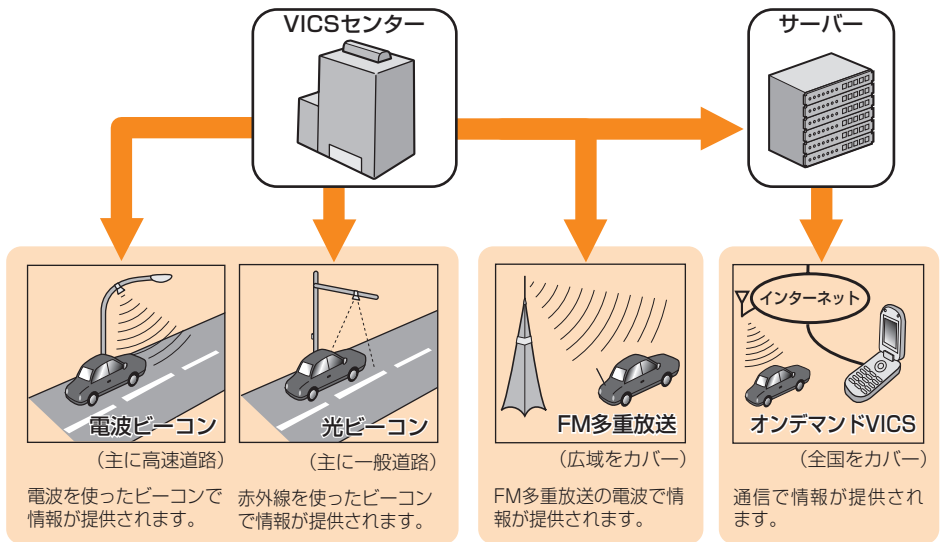 VICSセンター
サーバー
電波ビーコン
(主に高速道路)
電波を使ったビーコンで
情報が提供されます。
光ビーコン
(主に一般道路)
赤外線を使ったビーコン
で情報が提供されます。
FM多重放送
(広域をカバー)
FM多重放送の電波で情
報が提供されます。
インターネット
オンデマンドVICS
(全国をカバー)
通信で情報が提供され
ます。